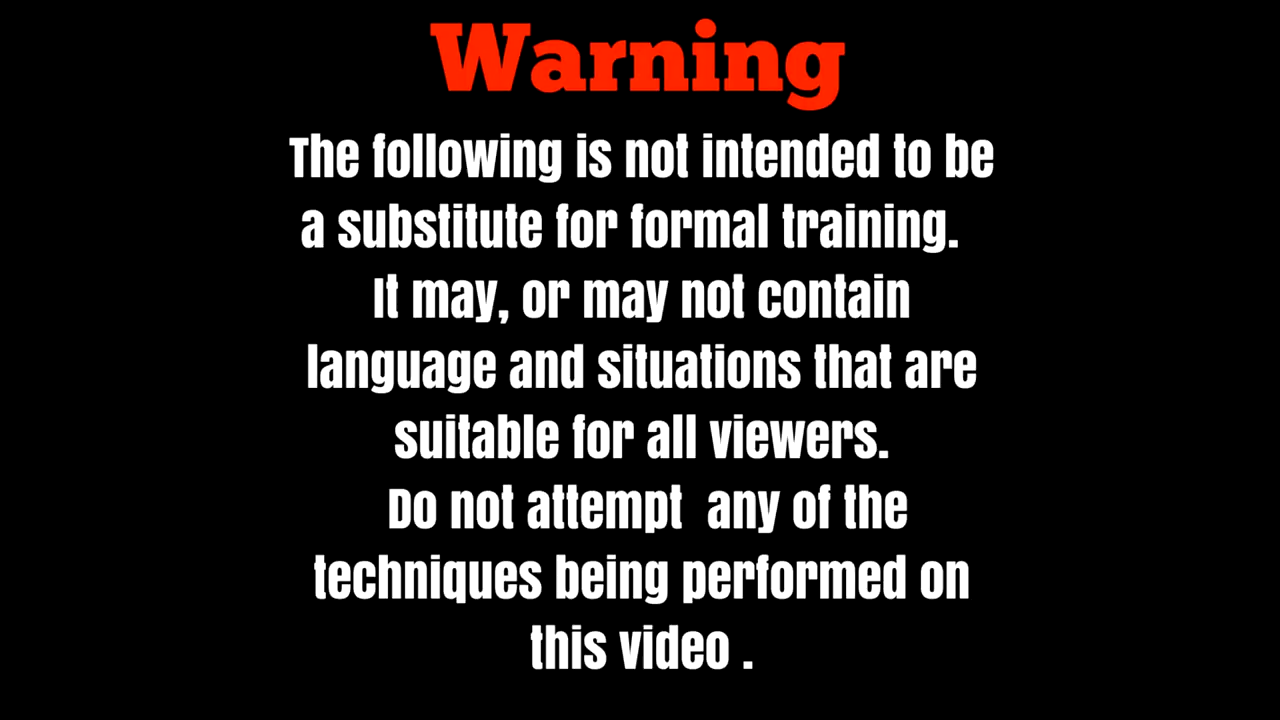 Warning
The following is not intended to be
a substitute for formal training.
It may, or may not contain
language and situations that are
suitable for all viewers.
Do not attempt  any of the
techniques being performed on
this video .